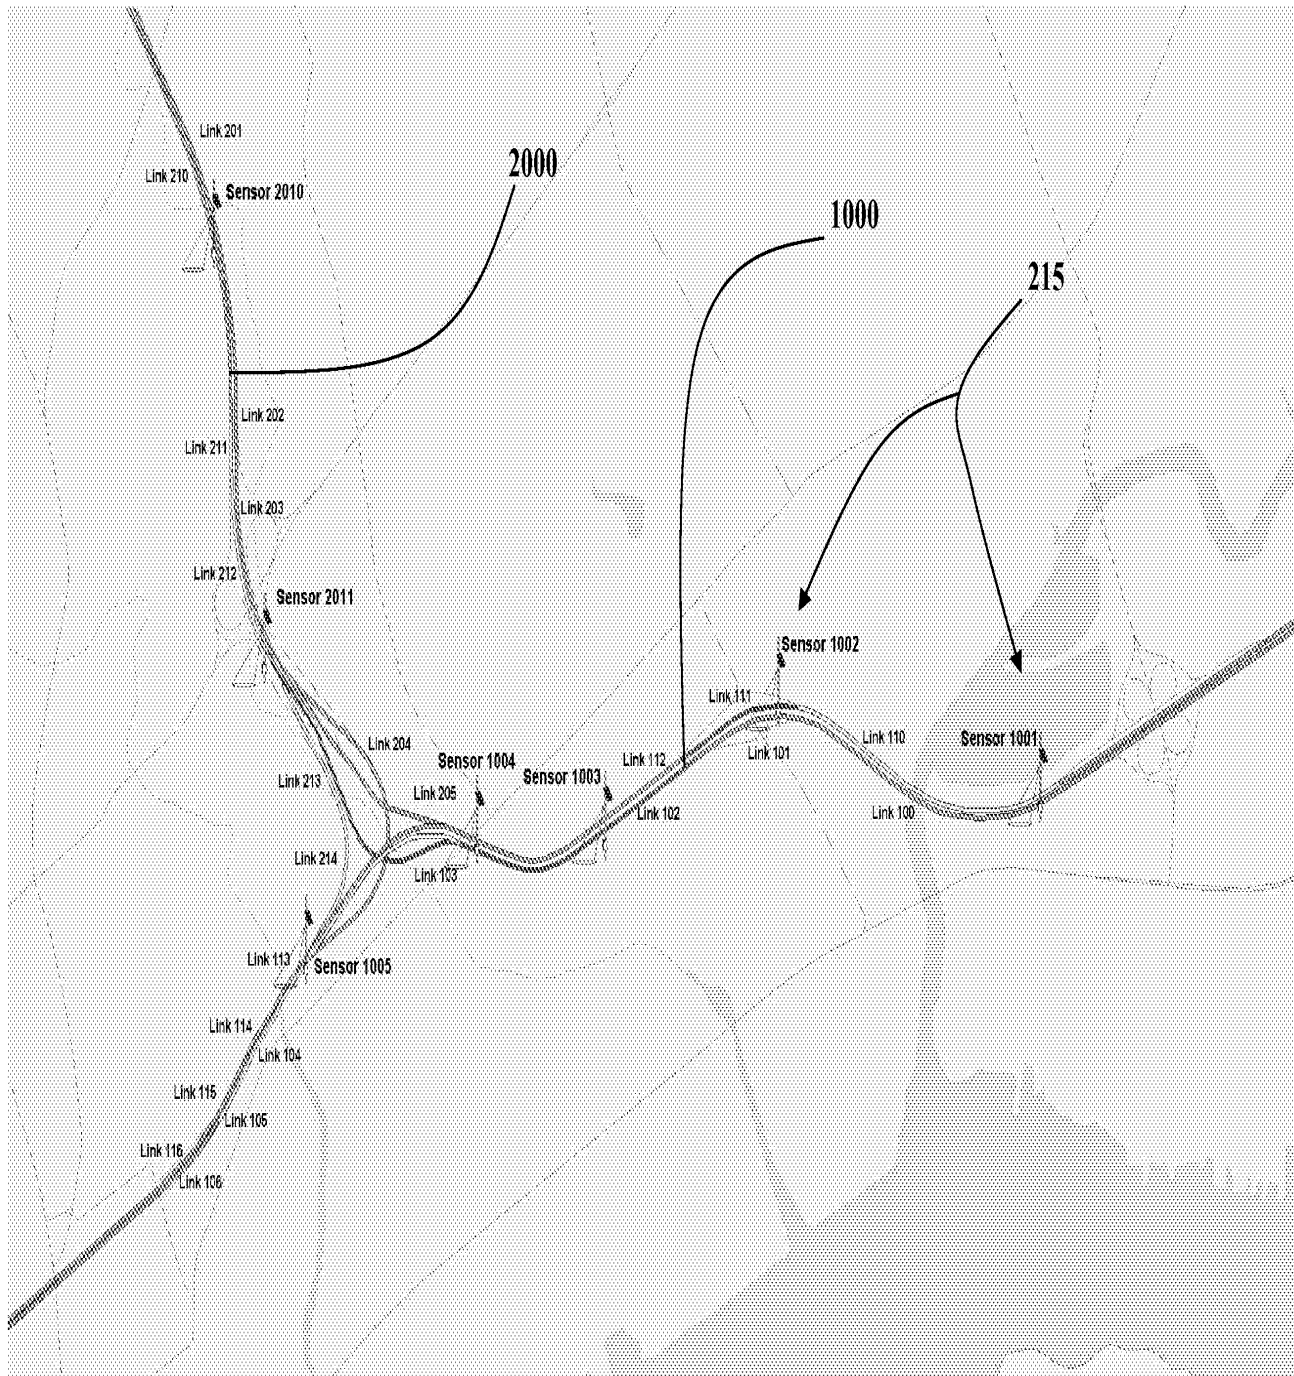 Link 201
2000
Link 210
Sensor 2010
1000
215
Link 202
Link 211
Link 203
Link 212
Sensor 2011
Sensor 1002
Link 111
Link 204
Link 110
Sensor 1001
Link 101
Sensor 1004
Link 112
Link 213
Sensor 1003
Link 205
Link 102
Link 100
Link 214
Link 103
Link 113
Sensor 1005
Link 114
Link 104
Link 115
Link 105
Link 116
Link 106